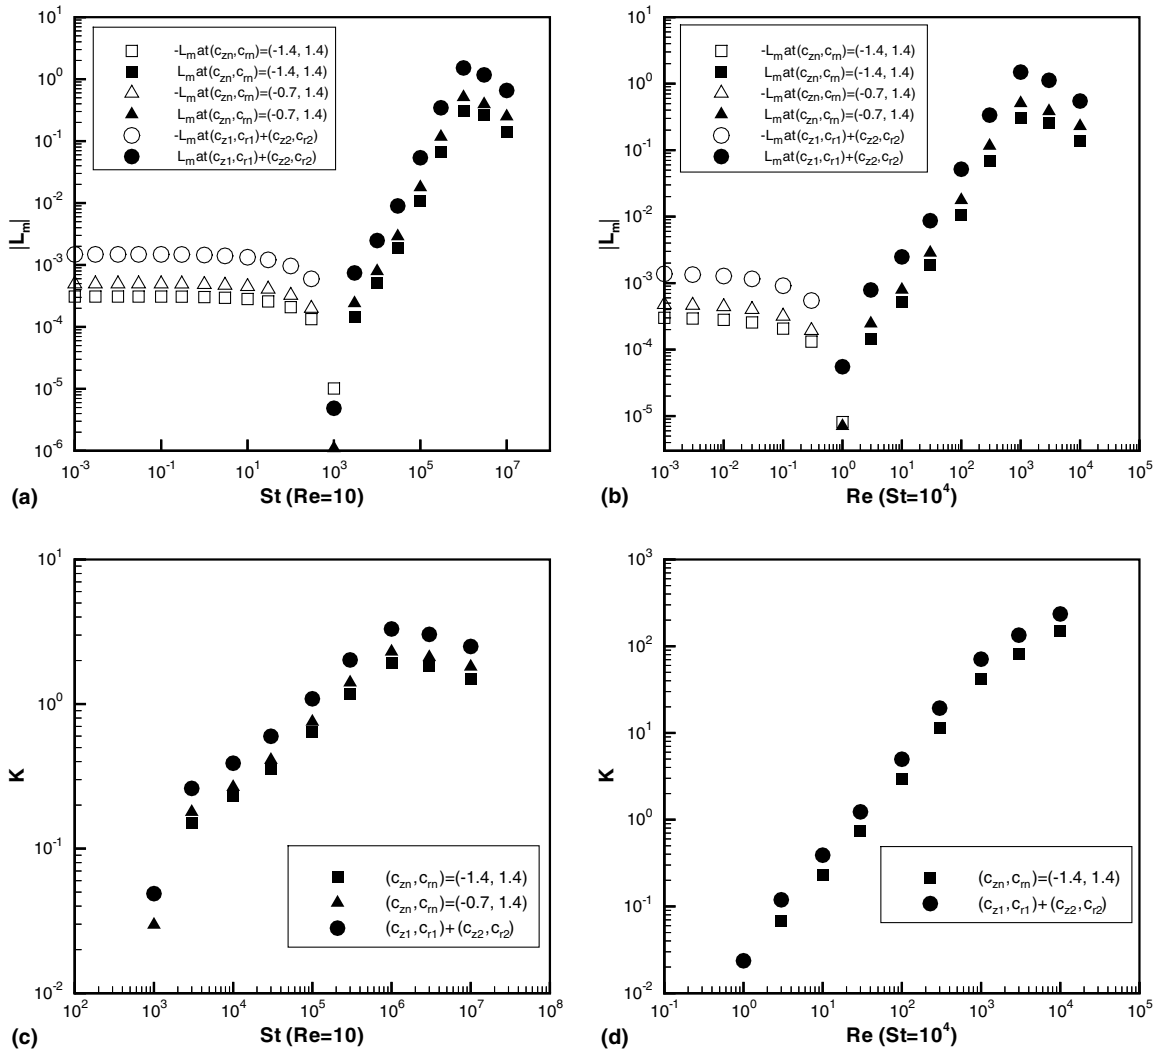 10^1
10^0
10^-1
10^-2
10^-3
10^-4
10^-5
10^-6
|L_m|
-L_m at (c_zn, c_rn)=(-1.4, 1.4)
L_m at (c_zn, c_rn)=(-1.4, 1.4)
-L_m at (c_zn, c_rn)=(-0.7, 1.4)
L_m at (c_zn, c_rn)=(-0.7, 1.4)
-L_m at (c_z1, c_r1)+(c_z2, c_r2)
L_m at (c_z1, c_r1)+(c_z2, c_r2)
10^-3 10^-1 10^1 10^3 10^5 10^7
(a) St (Re=10)
10^1
10^0
10^-1
10^-2
10^-3
10^-4
10^-5
|L_m|
-L_m at (c_zn, c_rn)=(-1.4, 1.4)
L_m at (c_zn, c_rn)=(-1.4, 1.4)
-L_m at (c_zn, c_rn)=(-0.7, 1.4)
L_m at (c_zn, c_rn)=(-0.7, 1.4)
-L_m at (c_z1, c_r1)+(c_z2, c_r2)
L_m at (c_z1, c_r1)+(c_z2, c_r2)
10^-3 10^-2 10^-1 10^0 10^1 10^2 10^3 10^4 10^5
(b) Re (St=10^4)
10^1
10^0
10^-1
10^-2
K
(c_zn, c_rn)=(-1.4, 1.4)
(c_zn, c_rn)=(-0.7, 1.4)
(c_z1, c_r1)+(c_z2, c_r2)
10^2 10^3 10^4 10^5 10^6 10^7 10^8
(c) St (Re=10)
10^3
10^2
10^1
10^0
10^-1
10^-2
K
(c_zn, c_rn)=(-1.4, 1.4)
(c_z1, c_r1)+(c_z2, c_r2)
10^-1 10^0 10^1 10^2 10^3 10^4 10^5
(d) Re (St=10^4)